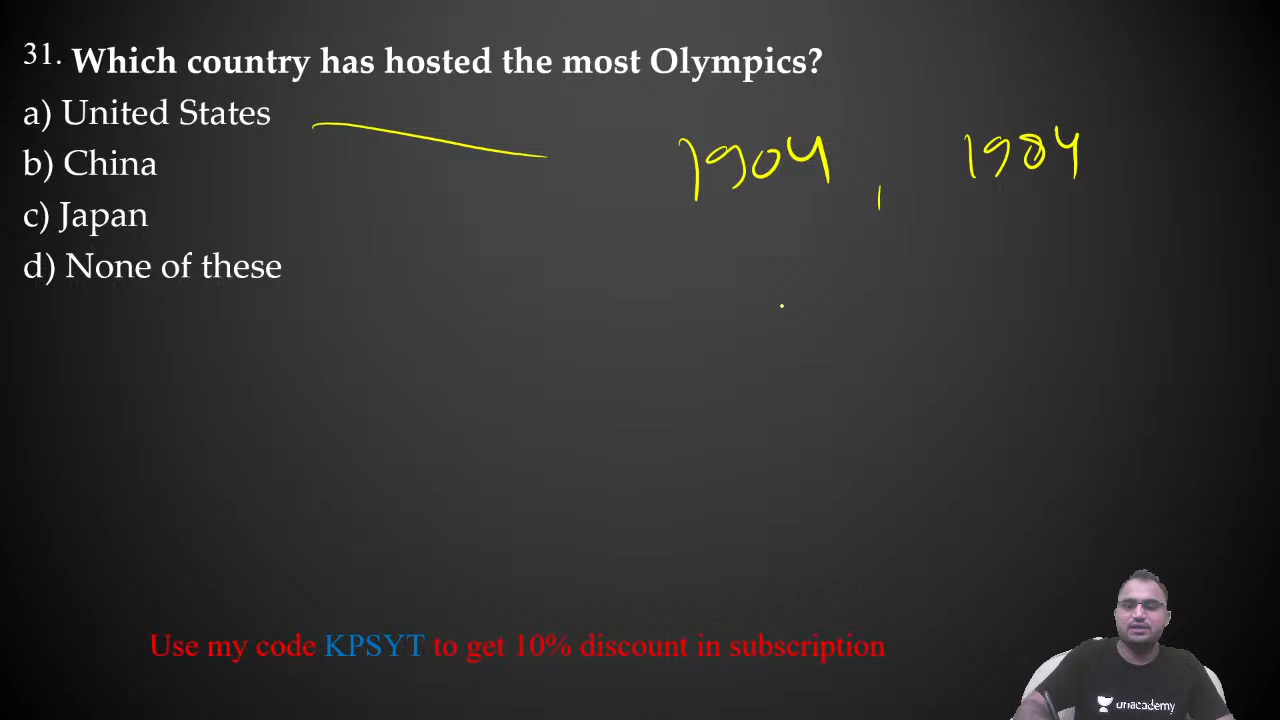 31. Which country has hosted the most Olympics?
a) United States
1904, 1984
b) China
c) Japan
d) None of these
Use my code KPSYT to get 10% discount in subscription
unacademy